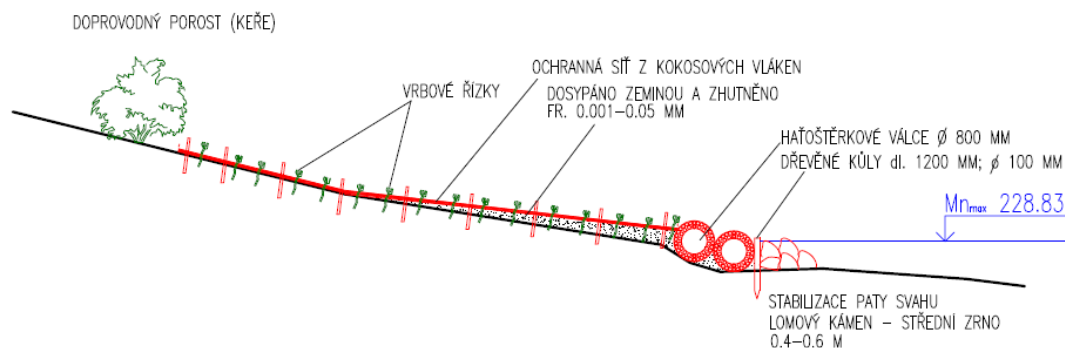 DOPROVODNÝ POROST (KEŘE)
OCHRANNÁ SÍŤ Z KOKOSOVÝCH VLÁKEN
VRBOVÉ ŘÍZKY
DOSYPÁNO ZEMINOU A ZHUTNĚNO
FR. 0.001–0.05 MM
HAŤOŠTĚRKOVÉ VÁLCE Ø 800 MM
DŘEVĚNÉ KŮLY dl. 1200 MM; ø 100 MM
Mnmax 228.83
STABILIZACE PATY SVAHU
LOMOVÝ KÁMEN – STŘEDNÍ ZRNO
0.4–0.6 M